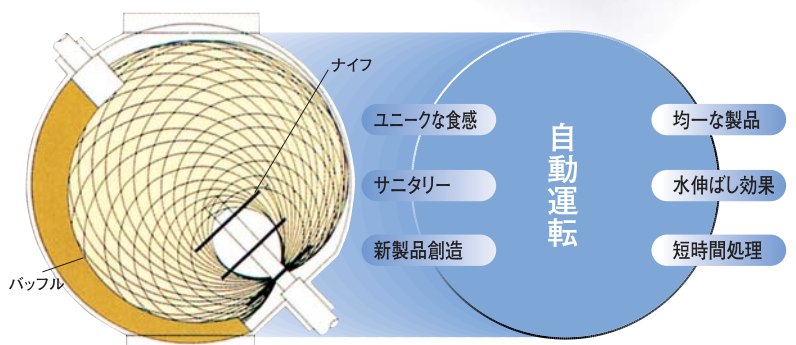 ナイフ
バッフル
ユニークな食感
サニタリー
新製品創造
自動運転
均一な製品
水伸ばし効果
短時間処理